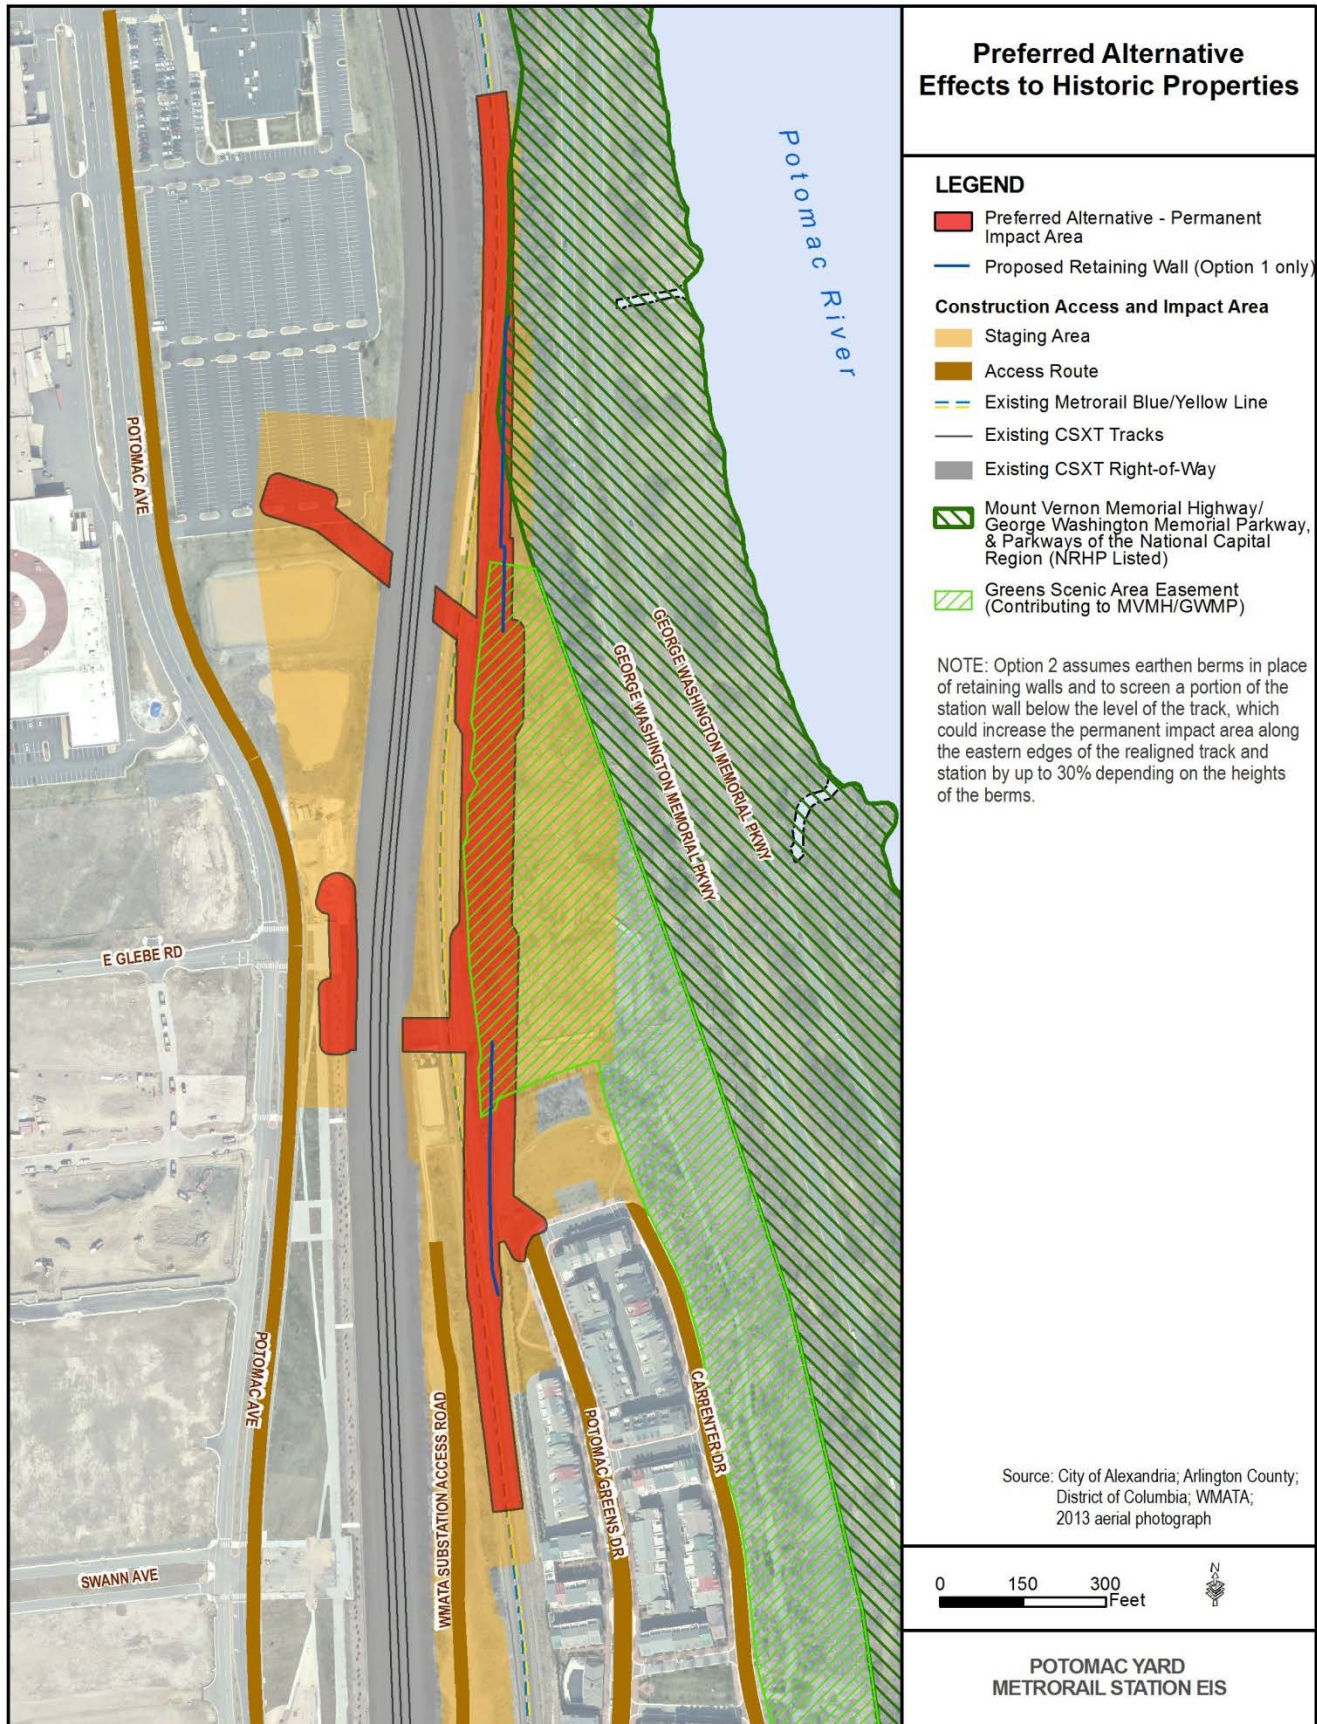 Preferred Alternative
Effects to Historic Properties
LEGEND
Preferred Alternative - Permanent
Impact Area
Proposed Retaining Wall (Option 1 only)
Construction Access and Impact Area
Staging Area
Access Route
Existing Metrorail Blue/Yellow Line
Existing CSXT Tracks
Existing CSXT Right-of-Way
Mount Vernon Memorial Highway/
George Washington Memorial Parkway,
& Parkways of the National Capital
Region (NRHP Listed)
Greens Scenic Area Easement
(Contributing to MVMH/GWMP)
NOTE: Option 2 assumes earthen berms in place
of retaining walls and to screen a portion of the
station wall below the level of the track, which
could increase the permanent impact area along
the eastern edges of the realigned track and
station by up to 30% depending on the heights
of the berms.
Source: City of Alexandria; Arlington County;
District of Columbia; WMATA;
2013 aerial photograph
0 150 300
Feet
N
POTOMAC YARD
METRORAIL STATION EIS
Potomac River
POTOMAC AVE
GEORGE WASHINGTON MEMORIAL PKWY
GEORGE WASHINGTON MEMORIAL PKWY
E GLEBE RD
POTOMAC AVE
WMATA SUBSTATION ACCESS ROAD
POTOMAC GREENS DR
CARRENTER DR
SWANN AVE